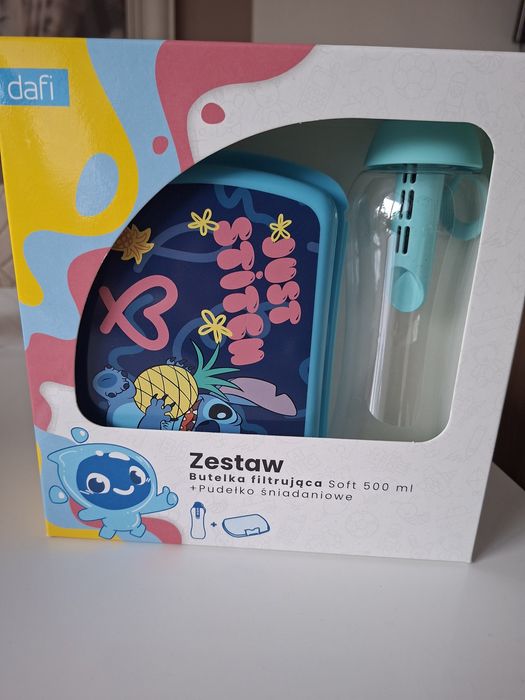 dafi
JUST
STITCH
Zestaw
Butelka filtrująca Soft 500 ml
+Pudełko śniadaniowe
+